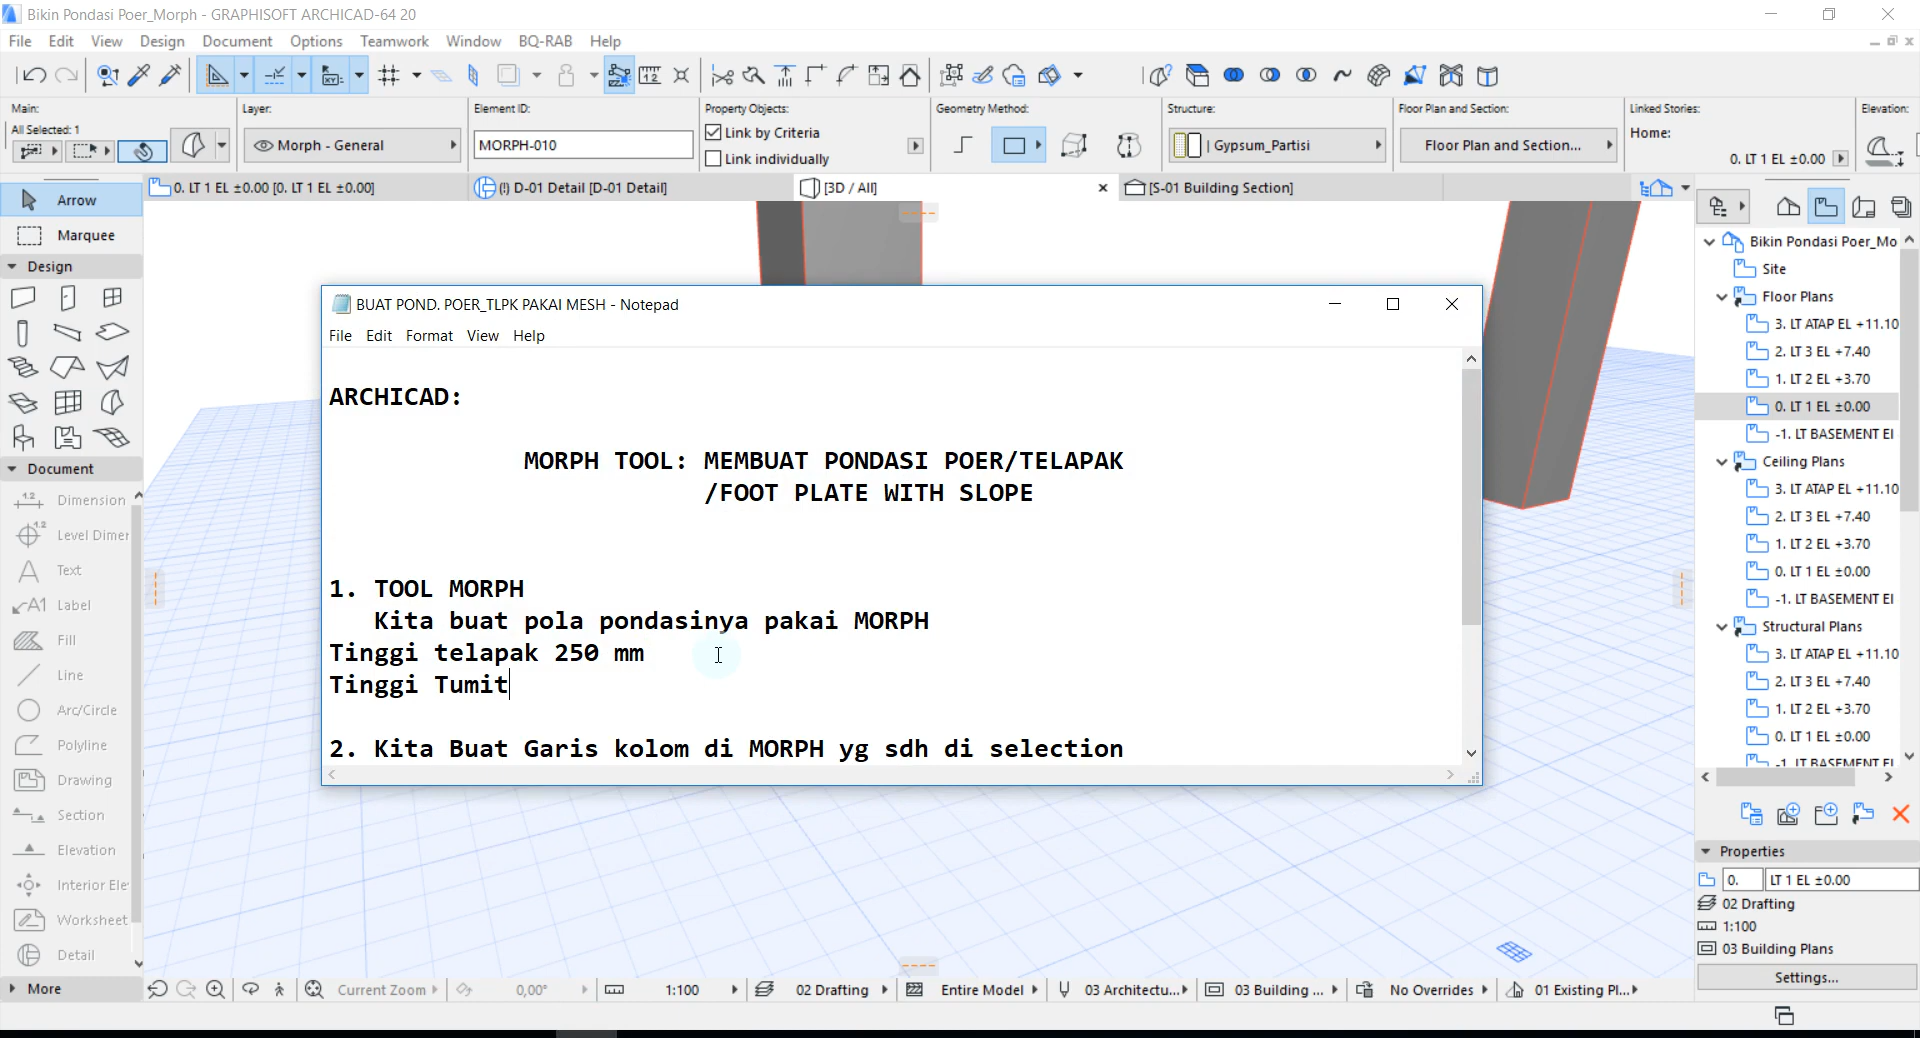 Bikin Pondasi Poer_Morph - GRAPHISOFT ARCHICAD-64 20
File Edit View Design Document Options Teamwork Window BQ-RAB Help
Main:
All Selected: 1
Layer:
Morph - General
Element ID:
MORPH-010
Property Objects:
Link by Criteria
Link individually
Geometry Method:
Structure:
| Gypsum_Partisi
Floor Plan and Section:
Floor Plan and Section...
Linked Stories:
Home:
0. LT 1 EL ±0.00
Elevation:
0. LT 1 EL ±0.00 [0. LT 1 EL ±0.00]
(!) D-01 Detail [D-01 Detail]
[3D / All]
[S-01 Building Section]
Arrow
Marquee
Design
Document
Dimension
Level Dimer
Text
Label
Fill
Line
Arc/Circle
Polyline
Drawing
Section
Elevation
Interior Ele
Worksheet
Detail
More
BUAT POND. POER_TLPK PAKAI MESH - Notepad
File Edit Format View Help
ARCHICAD:
MORPH TOOL: MEMBUAT PONDASI POER/TELAPAK
/FOOT PLATE WITH SLOPE
1. TOOL MORPH
Kita buat pola pondasinya pakai MORPH
Tinggi telapak 250 mm
Tinggi Tumit
2. Kita Buat Garis kolom di MORPH yg sdh di selection
Bikin Pondasi Poer_Mo
Site
Floor Plans
3. LT ATAP EL +11.10
2. LT 3 EL +7.40
1. LT 2 EL +3.70
0. LT 1 EL ±0.00
-1. LT BASEMENT El
Ceiling Plans
3. LT ATAP EL +11.10
2. LT 3 EL +7.40
1. LT 2 EL +3.70
0. LT 1 EL ±0.00
-1. LT BASEMENT El
Structural Plans
3. LT ATAP EL +11.10
2. LT 3 EL +7.40
1. LT 2 EL +3.70
0. LT 1 EL ±0.00
-1. LT BASEMENT El
Properties
0. LT 1 EL ±0.00
02 Drafting
1:100
03 Building Plans
Settings...
Current Zoom 0,00° 1:100 02 Drafting Entire Model 03 Architectu... 03 Building ... No Overrides 01 Existing Pl...